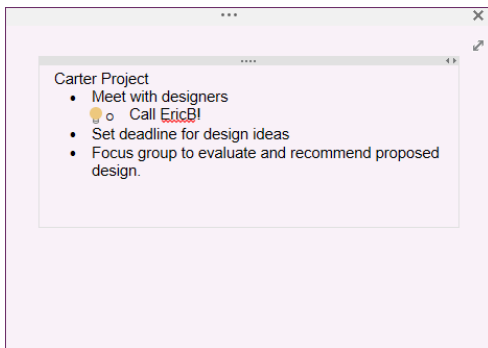 Carter Project
• Meet with designers
o Call EricB!
• Set deadline for design ideas
• Focus group to evaluate and recommend proposed
design.